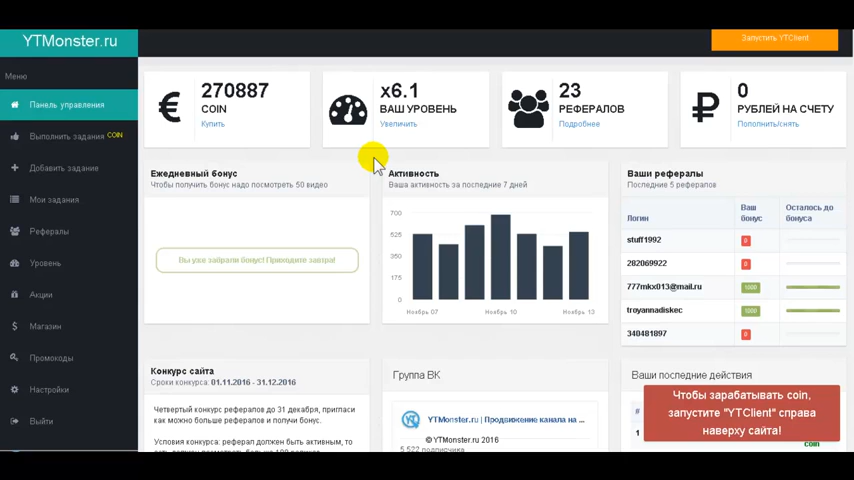 YTMonster.ru
Запустить YTClient
Меню
Панель управления
Выполнить задания COIN
Добавить задание
Мои задания
Рефералы
Уровень
Акции
Магазин
Промокоды
Настройки
Выйти
270887
COIN
Купить
x6.1
ВАШ УРОВЕНЬ
Увеличить
23
РЕФЕРАЛОВ
Подробнее
0
РУБЛЕЙ НА СЧЕТУ
Пополнить/снять
Ежедневный бонус
Чтобы получить бонус надо посмотреть 50 видео
Вы уже забрали бонус! Приходите завтра!
Активность
Ваша активность за последние 7 дней
700
525
350
175
0
Ноябрь 07
Ноябрь 10
Ноябрь 13
Ваши рефералы
Последние 5 рефералов
Логин
Ваш бонус
Осталось до бонуса
stuff1992
0
282069922
0
777mkx013@mail.ru
1000
troyannadiskec
1000
340481897
0
Конкурс сайта
Сроки конкурса: 01.11.2016 - 31.12.2016
Четвертый конкурс рефералов до 31 декабря, пригласи
как можно больше рефералов и получи бонус.
Условия конкурса: реферал должен быть активным, то
Группа ВК
YTMonster.ru | Продвижение канала на ...
© YTMonster.ru 2016
5 522 подписчика
Ваши последние действия
#
1
Чтобы зарабатывать coin,
запустите "YTClient" справа
наверху сайта!
coin